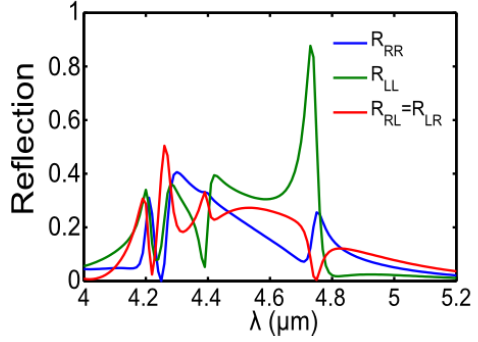 1
0.8
0.6
0.4
0.2
0
Reflection
R_RR
R_LL
R_RL=R_LR
4 4.2 4.4 4.6 4.8 5 5.2
λ (μm)